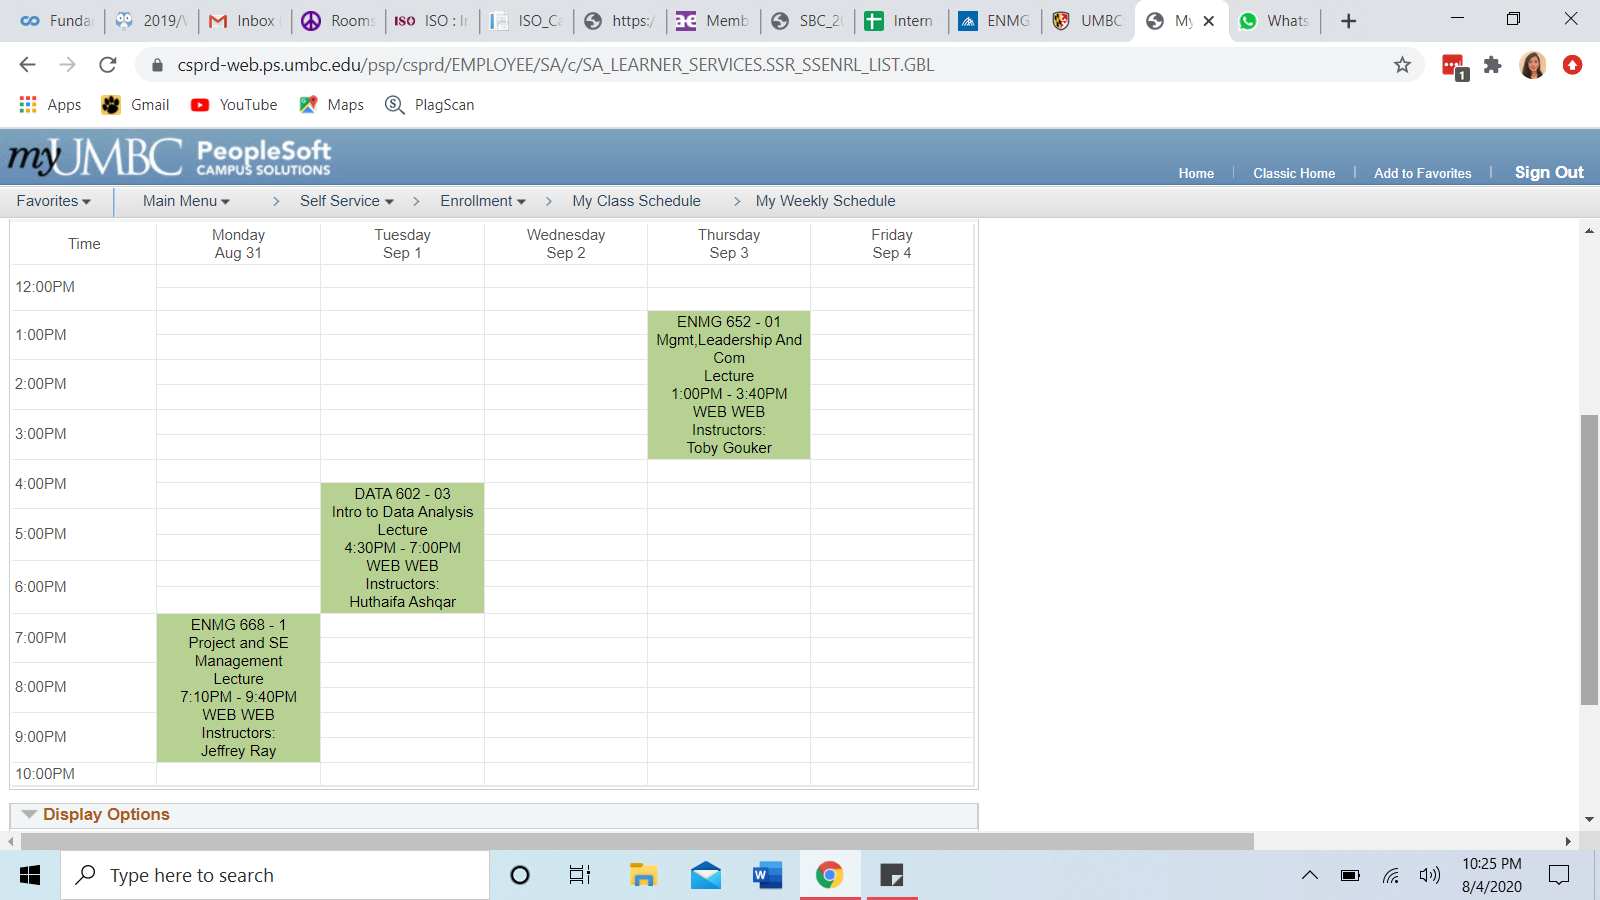 Fundar
2019/
Inbox
Rooms
ISO ISO : In
ISO_Ca
https:/
Memb
SBC_20
Intern
ENMG
UMBC
My
Whats
csprd-web.ps.umbc.edu/psp/csprd/EMPLOYEE/SA/c/SA_LEARNER_SERVICES.SSR_SSENRL_LIST.GBL
1
Apps
Gmail
YouTube
Maps
PlagScan
myUMBC PeopleSoft
CAMPUS SOLUTIONS
Home
Classic Home
Add to Favorites
Sign Out
Favorites
Main Menu
Self Service
Enrollment
My Class Schedule
My Weekly Schedule
Time
Monday
Aug 31
Tuesday
Sep 1
Wednesday
Sep 2
Thursday
Sep 3
Friday
Sep 4
12:00PM
1:00PM
2:00PM
3:00PM
ENMG 652 - 01
Mgmt,Leadership And
Com
Lecture
1:00PM - 3:40PM
WEB WEB
Instructors:
Toby Gouker
4:00PM
5:00PM
6:00PM
DATA 602 - 03
Intro to Data Analysis
Lecture
4:30PM - 7:00PM
WEB WEB
Instructors:
Huthaifa Ashqar
7:00PM
8:00PM
9:00PM
10:00PM
ENMG 668 - 1
Project and SE
Management
Lecture
7:10PM - 9:40PM
WEB WEB
Instructors:
Jeffrey Ray
Display Options
Type here to search
10:25 PM
8/4/2020